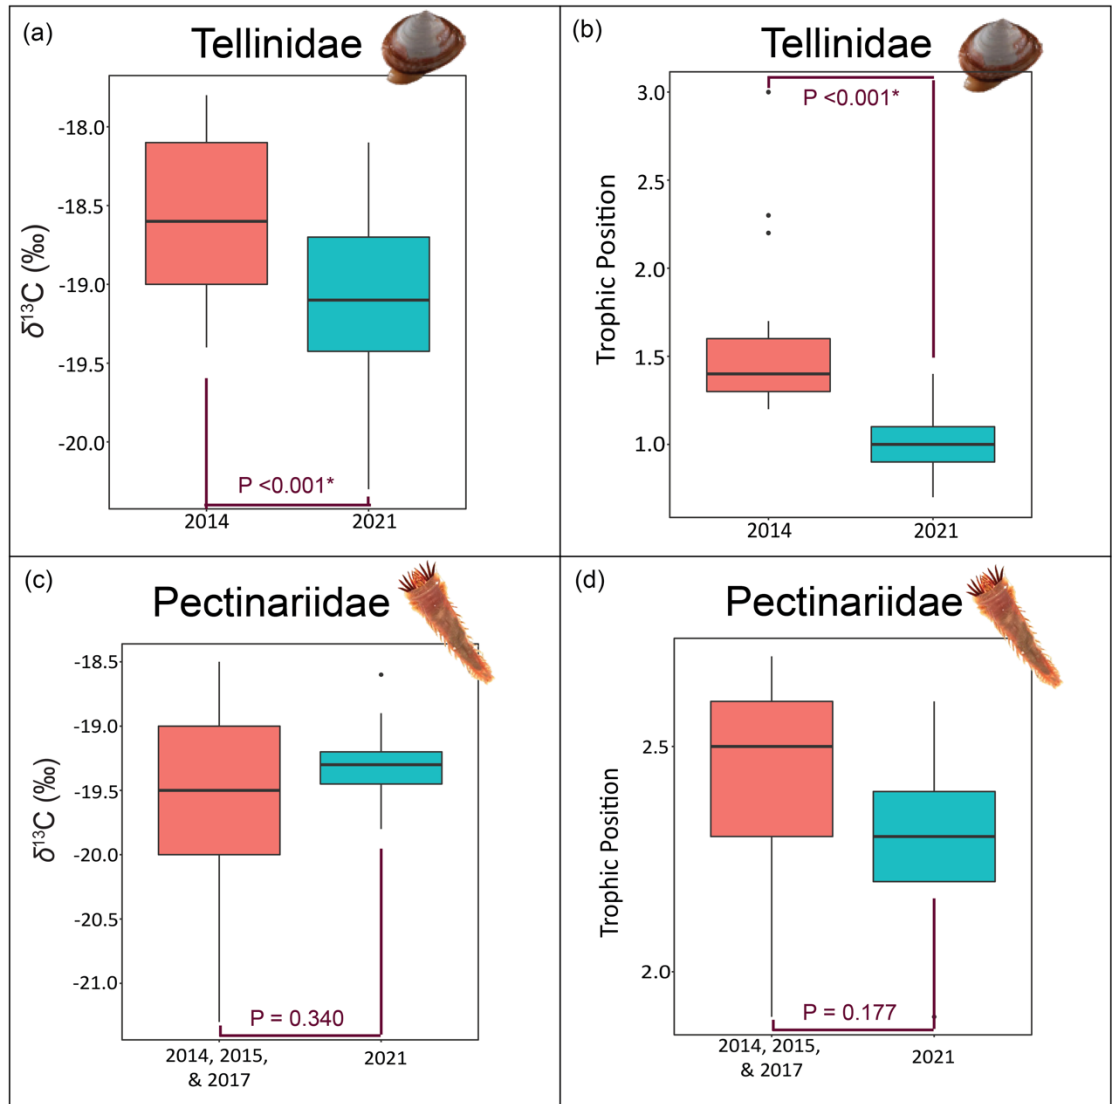 (a)
Tellinidae
δ¹³C (‰)
-18.0
-18.5
-19.0
-19.5
-20.0
P <0.001*
2014
2021
(b)
Tellinidae
Trophic Position
3.0
2.5
2.0
1.5
1.0
P <0.001*
2014
2021
(c)
Pectinariidae
δ¹³C (‰)
-18.5
-19.0
-19.5
-20.0
-20.5
-21.0
P = 0.340
2014, 2015,
& 2017
2021
(d)
Pectinariidae
Trophic Position
2.5
2.0
P = 0.177
2014, 2015,
& 2017
2021